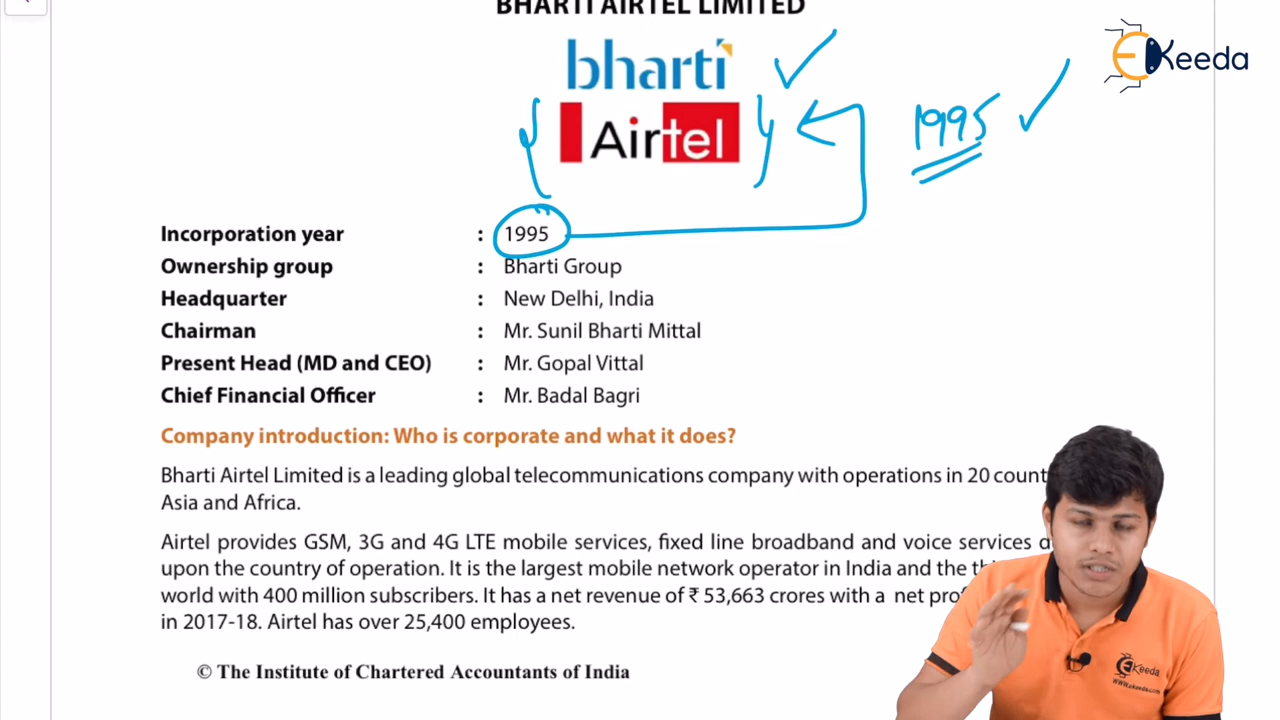 BHARTI AIRTEL LIMITED
bharti
Airtel
1995
EKeeda
Incorporation year : 1995
Ownership group : Bharti Group
Headquarter : New Delhi, India
Chairman : Mr. Sunil Bharti Mittal
Present Head (MD and CEO) : Mr. Gopal Vittal
Chief Financial Officer : Mr. Badal Bagri
Company introduction: Who is corporate and what it does?
Bharti Airtel Limited is a leading global telecommunications company with operations in 20
Asia and Africa.
Airtel provides GSM, 3G and 4G LTE mobile services, fixed line broadband and voice services
upon the country of operation. It is the largest mobile network operator in India and the
world with 400 million subscribers. It has a net revenue of ₹ 53,663 crores with a net
in 2017-18. Airtel has over 25,400 employees.
© The Institute of Chartered Accountants of India
EKeeda
www.ekeeda.com